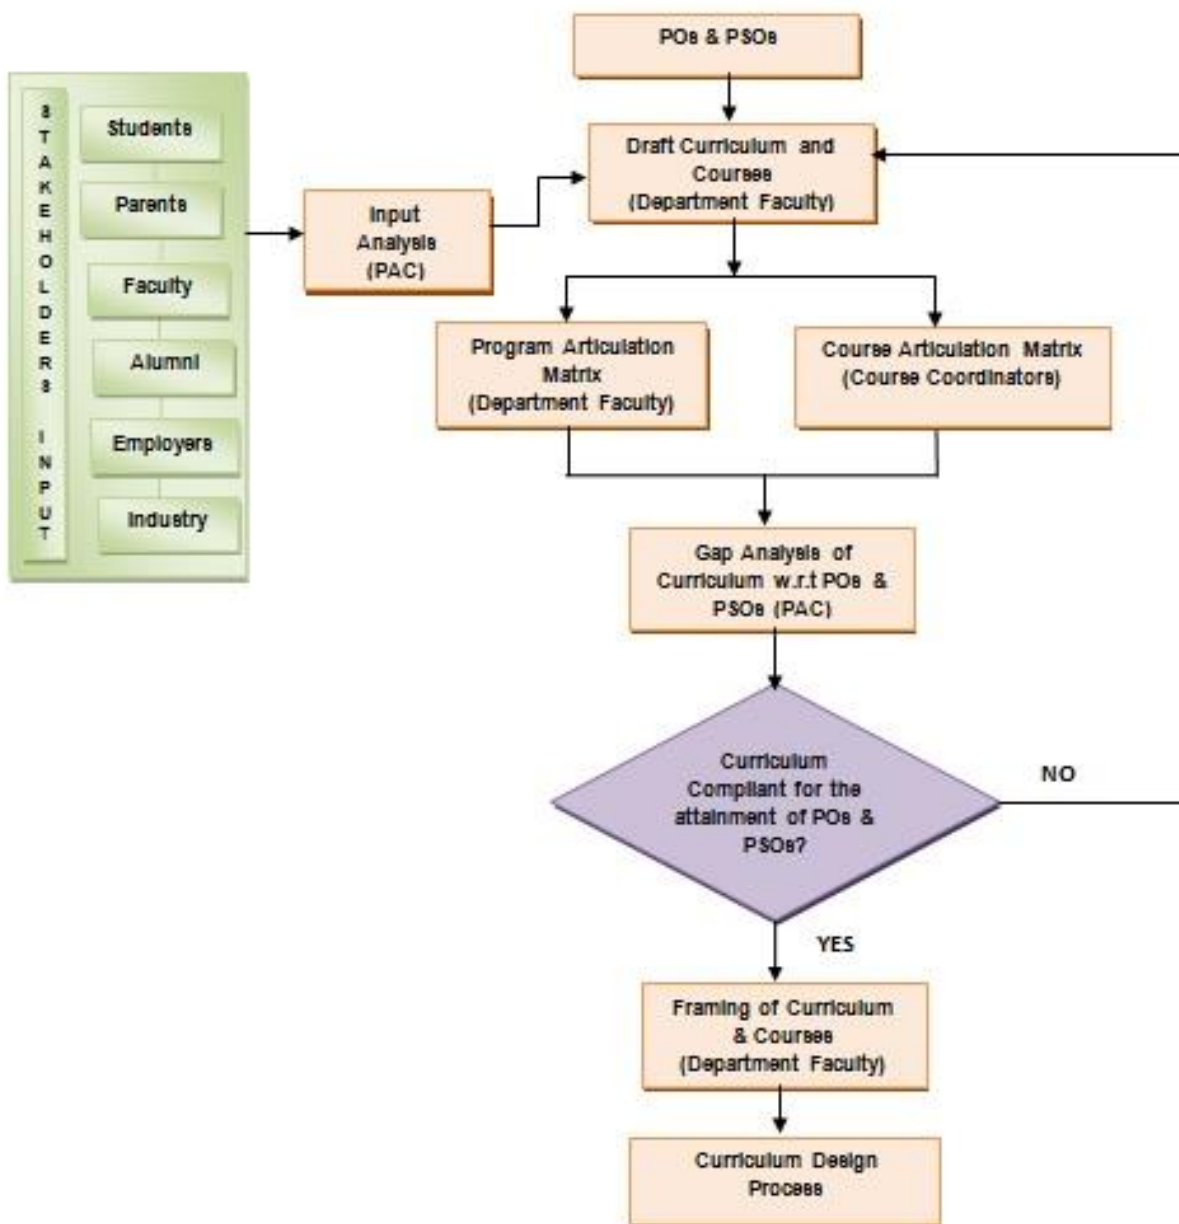 POs & PSOs
STAKEHOLDERS INPUT
Students
Parents
Faculty
Alumni
Employers
Industry
Input
Analysis
(PAC)
Draft Curriculum and
Courses
(Department Faculty)
Program Articulation
Matrix
(Department Faculty)
Course Articulation Matrix
(Course Coordinators)
Gap Analysis of
Curriculum w.r.t POs &
PSOs (PAC)
Curriculum
Compliant for the
attainment of POs &
PSOs?
NO
YES
Framing of Curriculum
& Courses
(Department Faculty)
Curriculum Design
Process